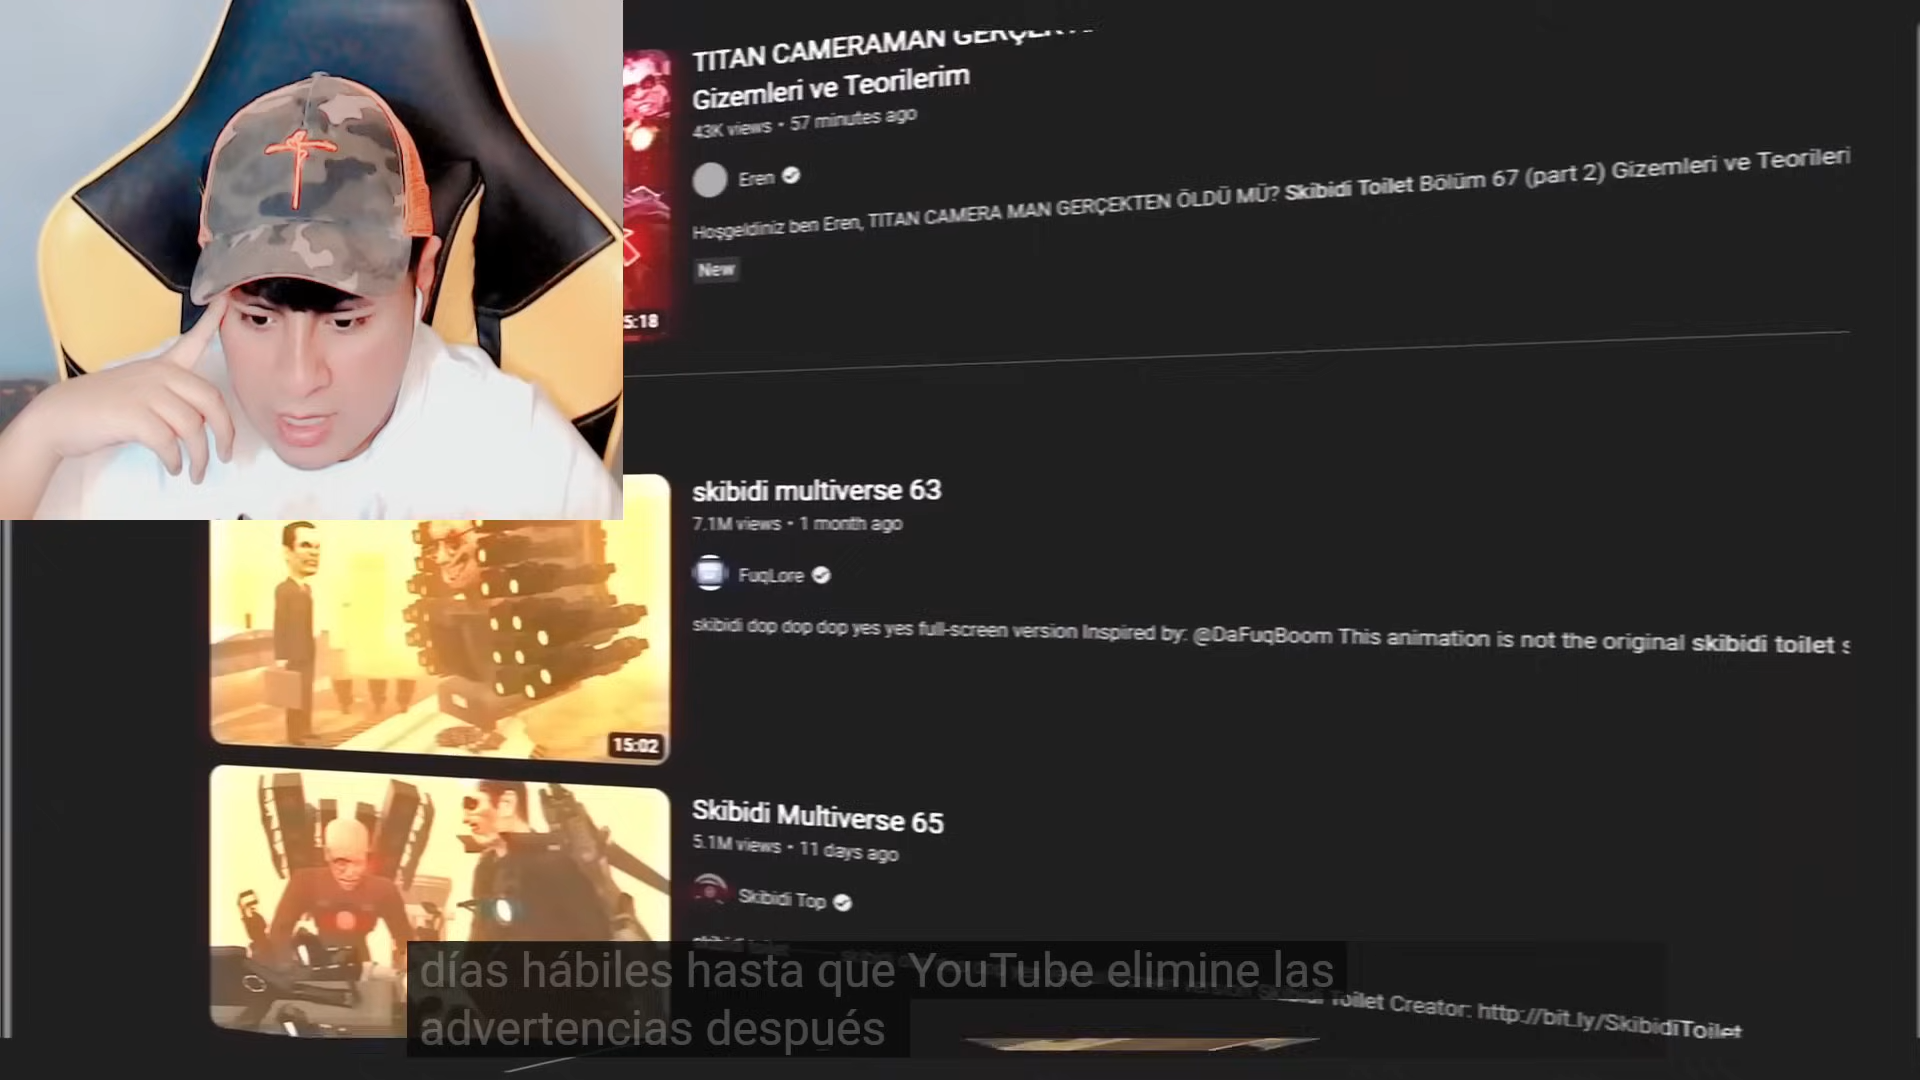 TITAN CAMERAMAN
Gizemleri ve Teorilerim
43K views • 57 minutes ago
Eren
Hoşgeldiniz ben Eren, TITAN CAMERA MAN GERÇEKTEN ÖLDÜ MÜ? Skibidi Toilet Bölüm 67 (part 2) Gizemleri ve Teorileri
New
5:18
skibidi multiverse 63
7.1M views • 1 month ago
FuqLore
skibidi dop dop dop yes yes full-screen version Inspired by: @DaFuqBoom This animation is not the original skibidi toilet s
15:02
Skibidi Multiverse 65
5.1M views • 11 days ago
Skibidi Top
días hábiles hasta que YouTube elimine las
Toilet Creator: http://bit.ly/SkibidiToilet
advertencias después